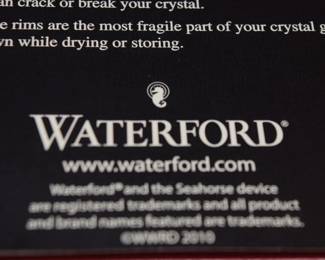 can crack or break your crystal.
e rims are the most fragile part of your crystal g
wn while drying or storing.
WATERFORD®
www.waterford.com
Waterford® and the Seahorse device
are registered trademarks and all product
and brand names featured are trademarks.
©WWRD 2010